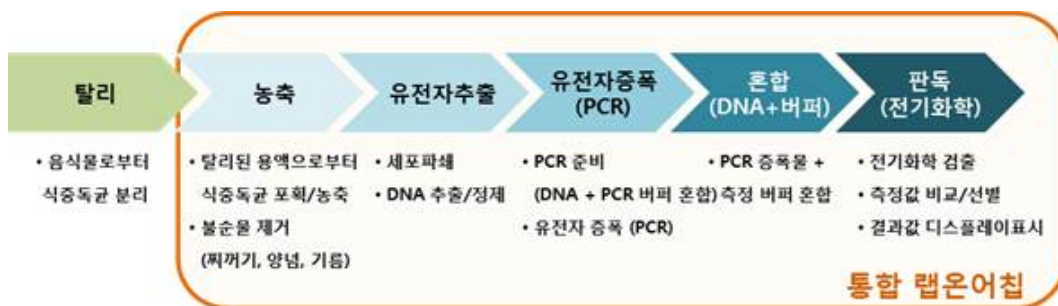 탈리
농축
유전자추출
유전자증폭
(PCR)
혼합
(DNA+버퍼)
판독
(전기화학)
• 음식물로부터
식중독균 분리
• 탈리된 용액으로부터
식중독균 포획/농축
• 불순물 제거
(찌꺼기, 양념, 기름)
• 세포파쇄
• DNA 추출/정제
• PCR 준비
(DNA + PCR 버퍼 혼합)
• 유전자 증폭 (PCR)
• PCR 증폭물 +
측정 버퍼 혼합
• 전기화학 검출
• 측정값 비교/선별
• 결과값 디스플레이표시
통합 랩온어칩